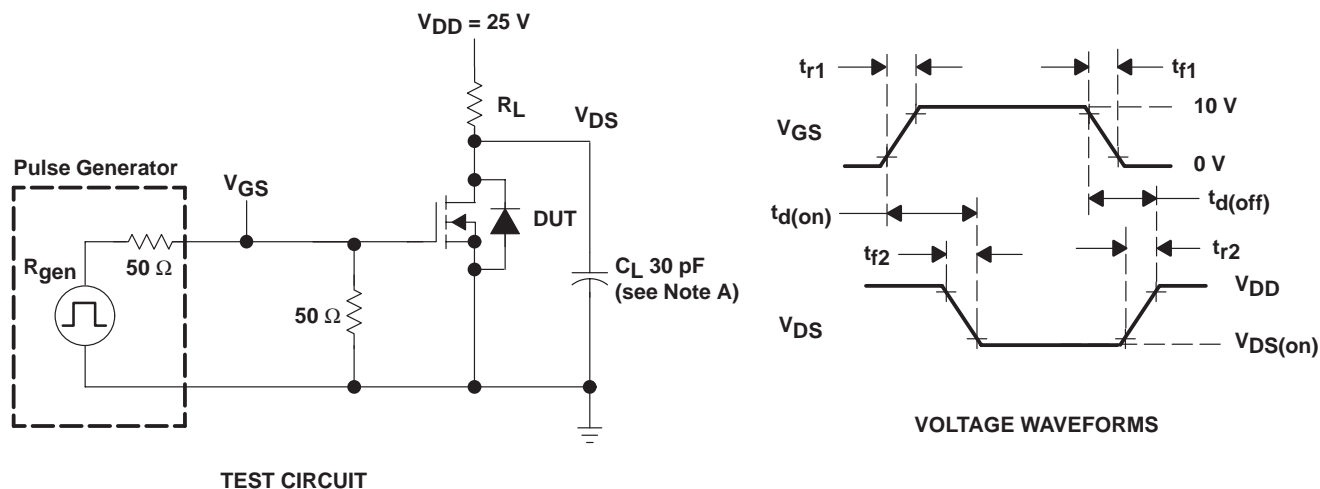 VDD = 25 V
RL
VDS
Pulse Generator
VGS
Rgen
50 Ω
50 Ω
DUT
CL 30 pF
(see Note A)
TEST CIRCUIT
tr1
tf1
VGS
10 V
0 V
td(on)
td(off)
tf2
tr2
VDS
VDD
VDS(on)
VOLTAGE WAVEFORMS